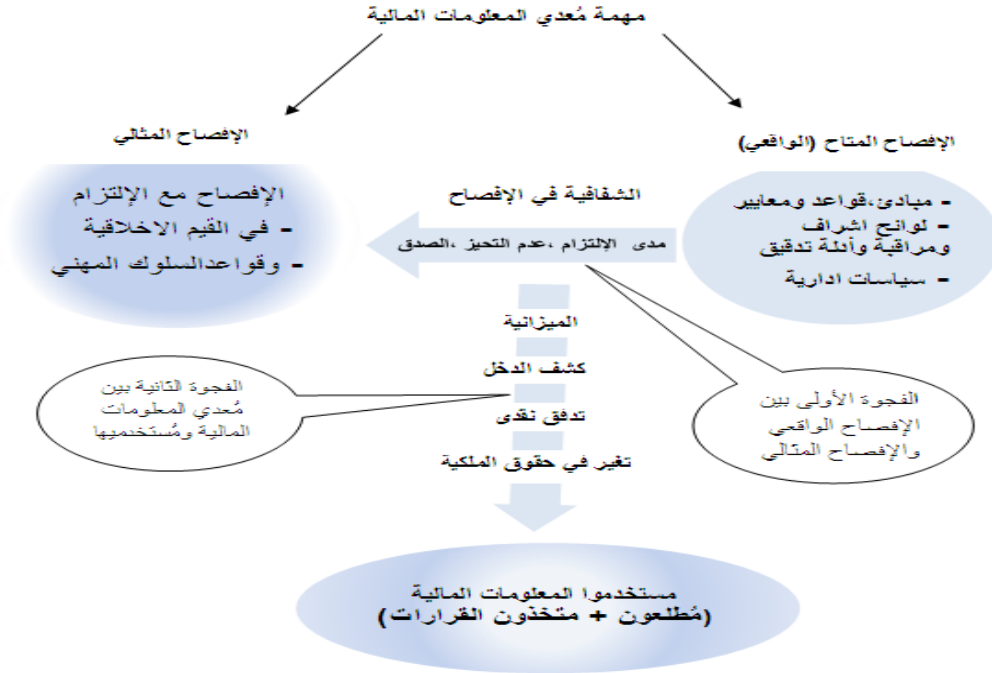 مهمة مُعدي المعلومات المالية
الإفصاح المتاح (الواقعي)
- مبادئ،قواعد ومعايير
- لوائح اشراف
ومراقبة وأدلة تدقيق
- سياسات ادارية
الإفصاح المثالي
الإفصاح مع الإلتزام
- في القيم الاخلاقية
- وقواعدالسلوك المهني
الشفافية في الإفصاح
مدى الإلتزام ،عدم التحيز ،الصدق
الميزانية
كشف الدخل
تدفق نقدى
تغير في حقوق الملكية
الفجوة الأولى بين
الإفصاح الواقعي
والإفصاح المثالي
الفجوة الثانية بين
مُعدي المعلومات
المالية ومُستخدميها
مستخدموا المعلومات المالية
(مُطلعون + متخذون القرارات)